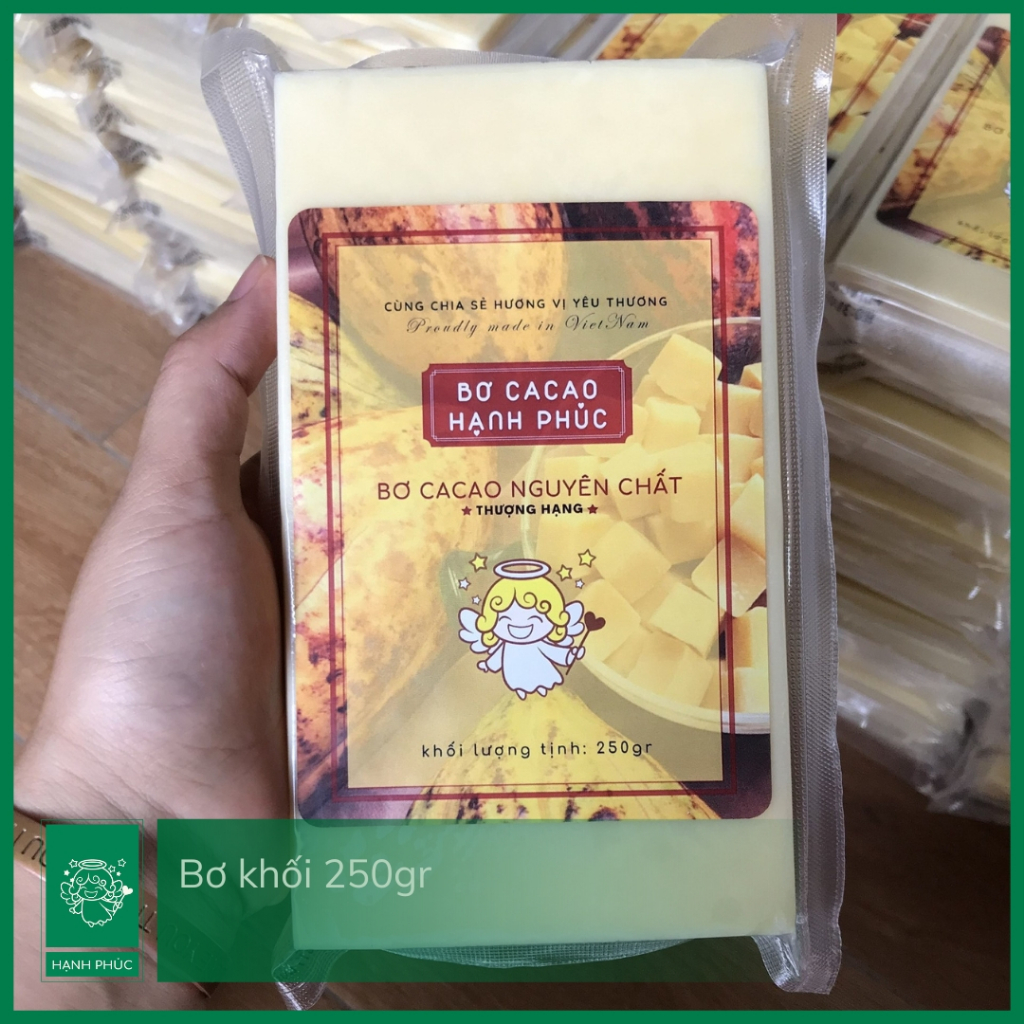 CÙNG CHIA SẺ HƯƠNG VỊ YÊU THƯƠNG
Proudly made in VietNam
BƠ CACAO
HẠNH PHÚC
BƠ CACAO NGUYÊN CHẤT
THƯỢNG HẠNG
khối lượng tịnh: 250gr
Bơ khối 250gr
HẠNH PHÚC